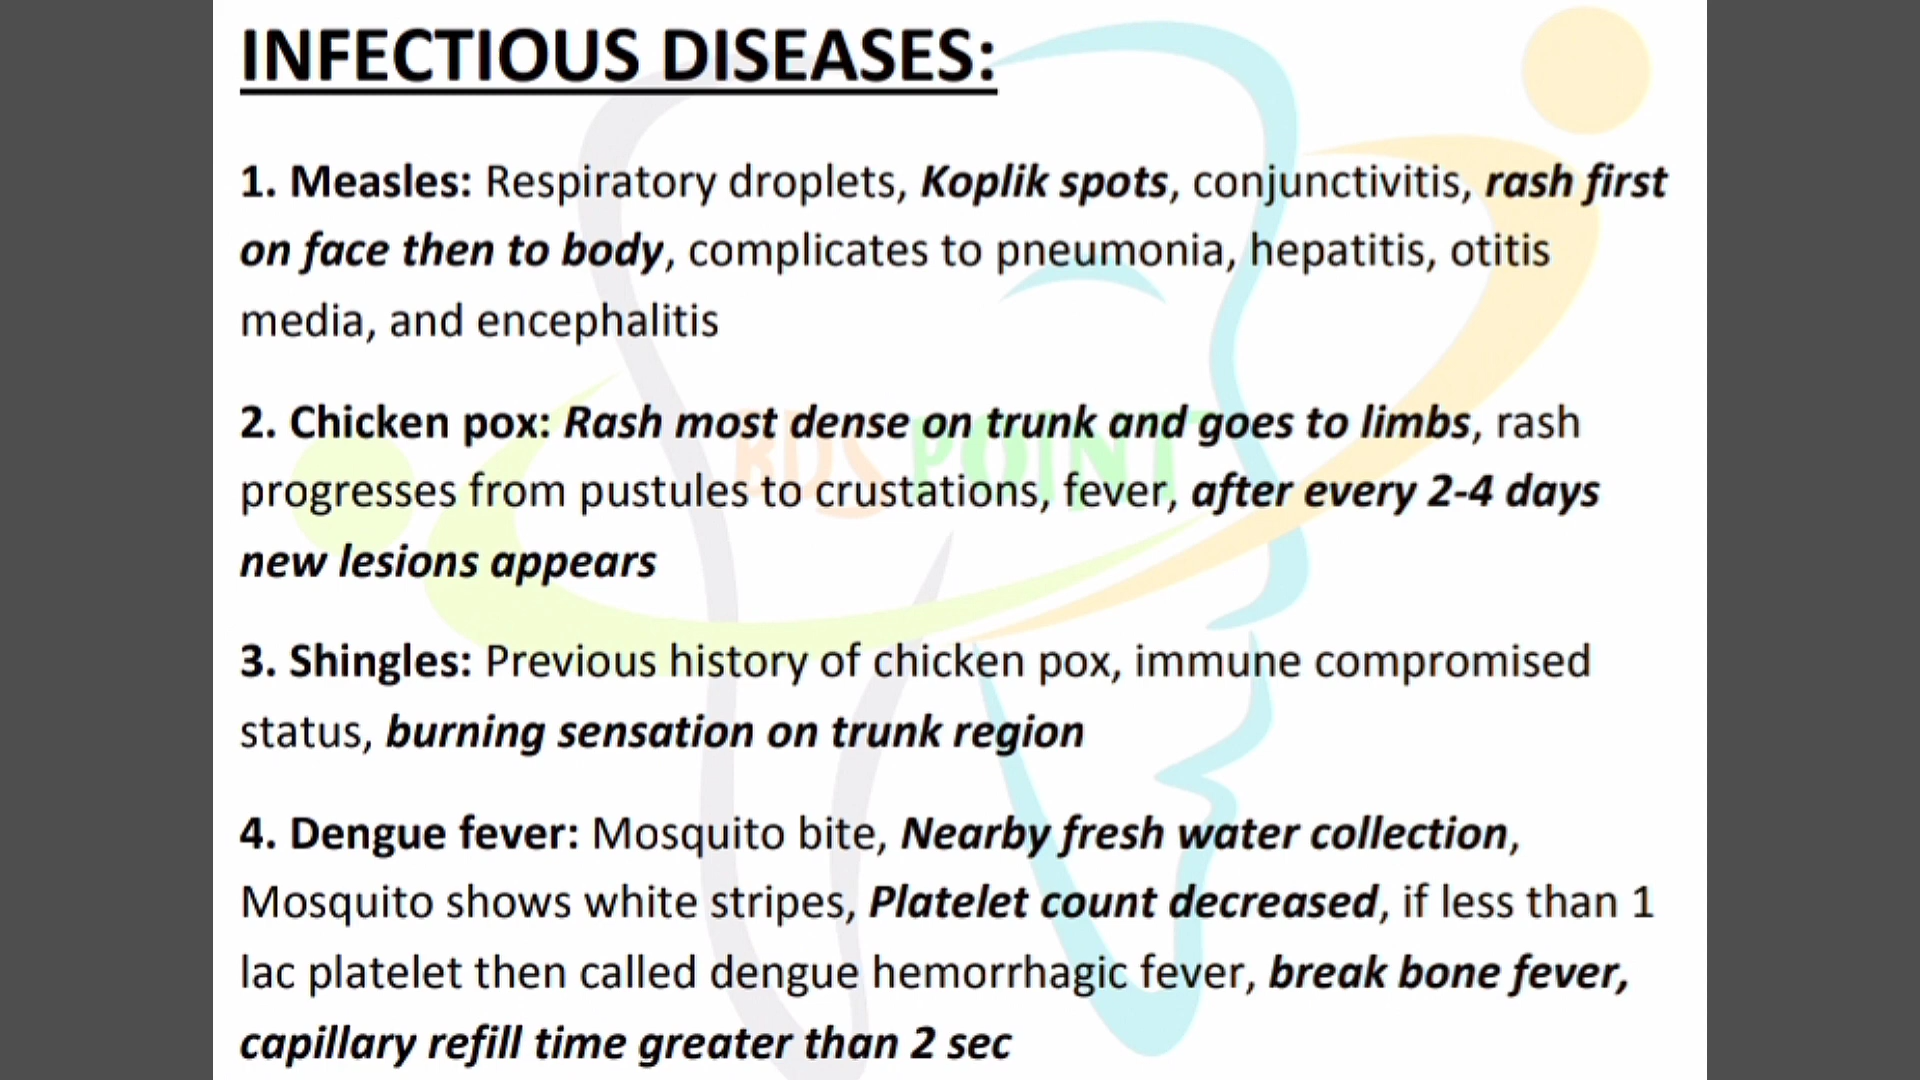 INFECTIOUS DISEASES:
1. Measles: Respiratory droplets, Koplik spots, conjunctivitis, rash first
on face then to body, complicates to pneumonia, hepatitis, otitis
media, and encephalitis
2. Chicken pox: Rash most dense on trunk and goes to limbs, rash
BDS POINT
progresses from pustules to crustations, fever, after every 2-4 days
new lesions appears
3. Shingles: Previous history of chicken pox, immune compromised
status, burning sensation on trunk region
4. Dengue fever: Mosquito bite, Nearby fresh water collection,
Mosquito shows white stripes, Platelet count decreased, if less than 1
lac platelet then called dengue hemorrhagic fever, break bone fever,
capillary refill time greater than 2 sec